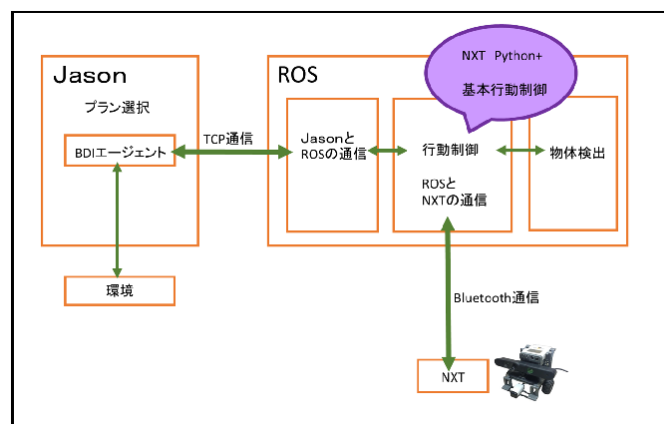 Jason
プラン選択
BDIエージェント
環境
TCP通信
ROS
Jasonと
ROSの通信
NXT Python+
基本行動制御
行動制御
ROSと
NXTの通信
物体検出
Bluetooth通信
NXT